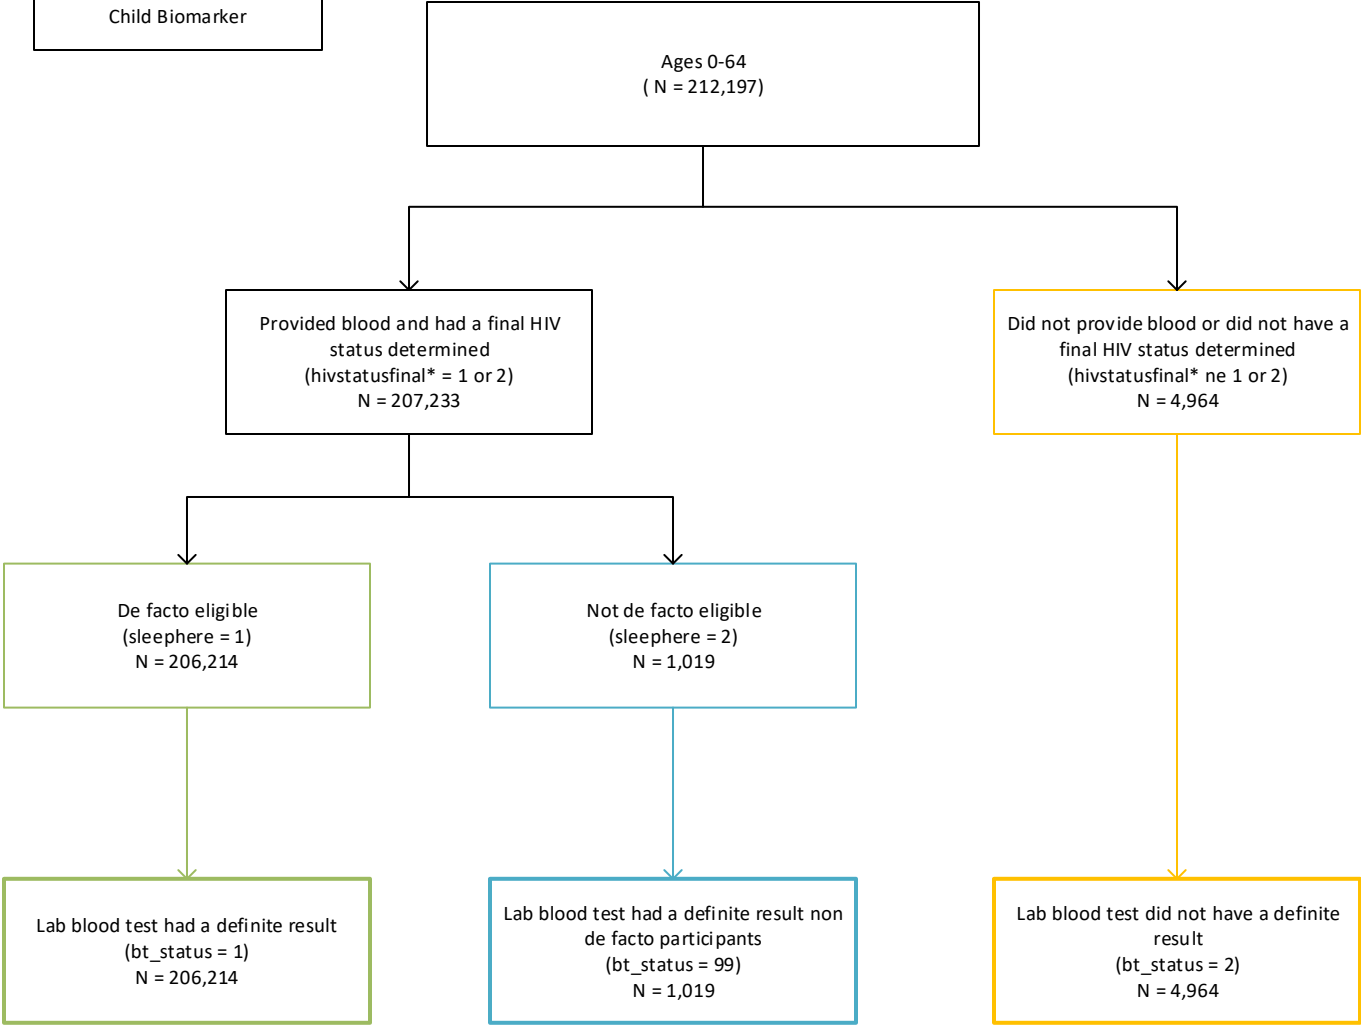 Child Biomarker
Ages 0-64
( N = 212,197)
Provided blood and had a final HIV
status determined
(hivstatusfinal* = 1 or 2)
N = 207,233
Did not provide blood or did not have a
final HIV status determined
(hivstatusfinal* ne 1 or 2)
N = 4,964
De facto eligible
(sleephere = 1)
N = 206,214
Not de facto eligible
(sleephere = 2)
N = 1,019
Lab blood test had a definite result
(bt_status = 1)
N = 206,214
Lab blood test had a definite result non
de facto participants
(bt_status = 99)
N = 1,019
Lab blood test did not have a definite
result
(bt_status = 2)
N = 4,964